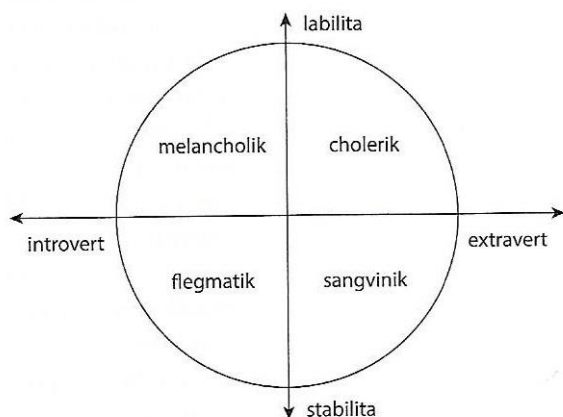 labilita
melancholik
cholerik
introvert
extravert
flegmatik
sangvinik
stabilita